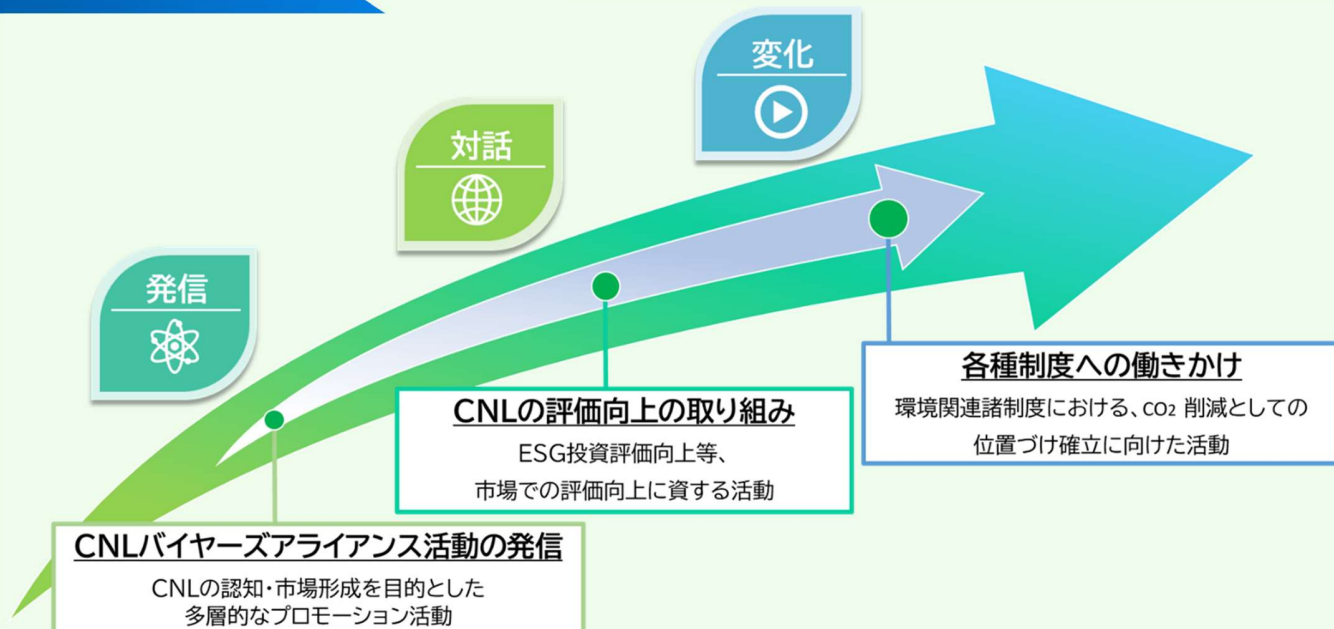 発信
CNLバイヤーズアライアンス活動の発信
CNLの認知・市場形成を目的とした
多層的なプロモーション活動
対話
CNLの評価向上の取り組み
ESG投資評価向上等、
市場での評価向上に資する活動
変化
各種制度への働きかけ
環境関連諸制度における、CO₂ 削減としての
位置づけ確立に向けた活動